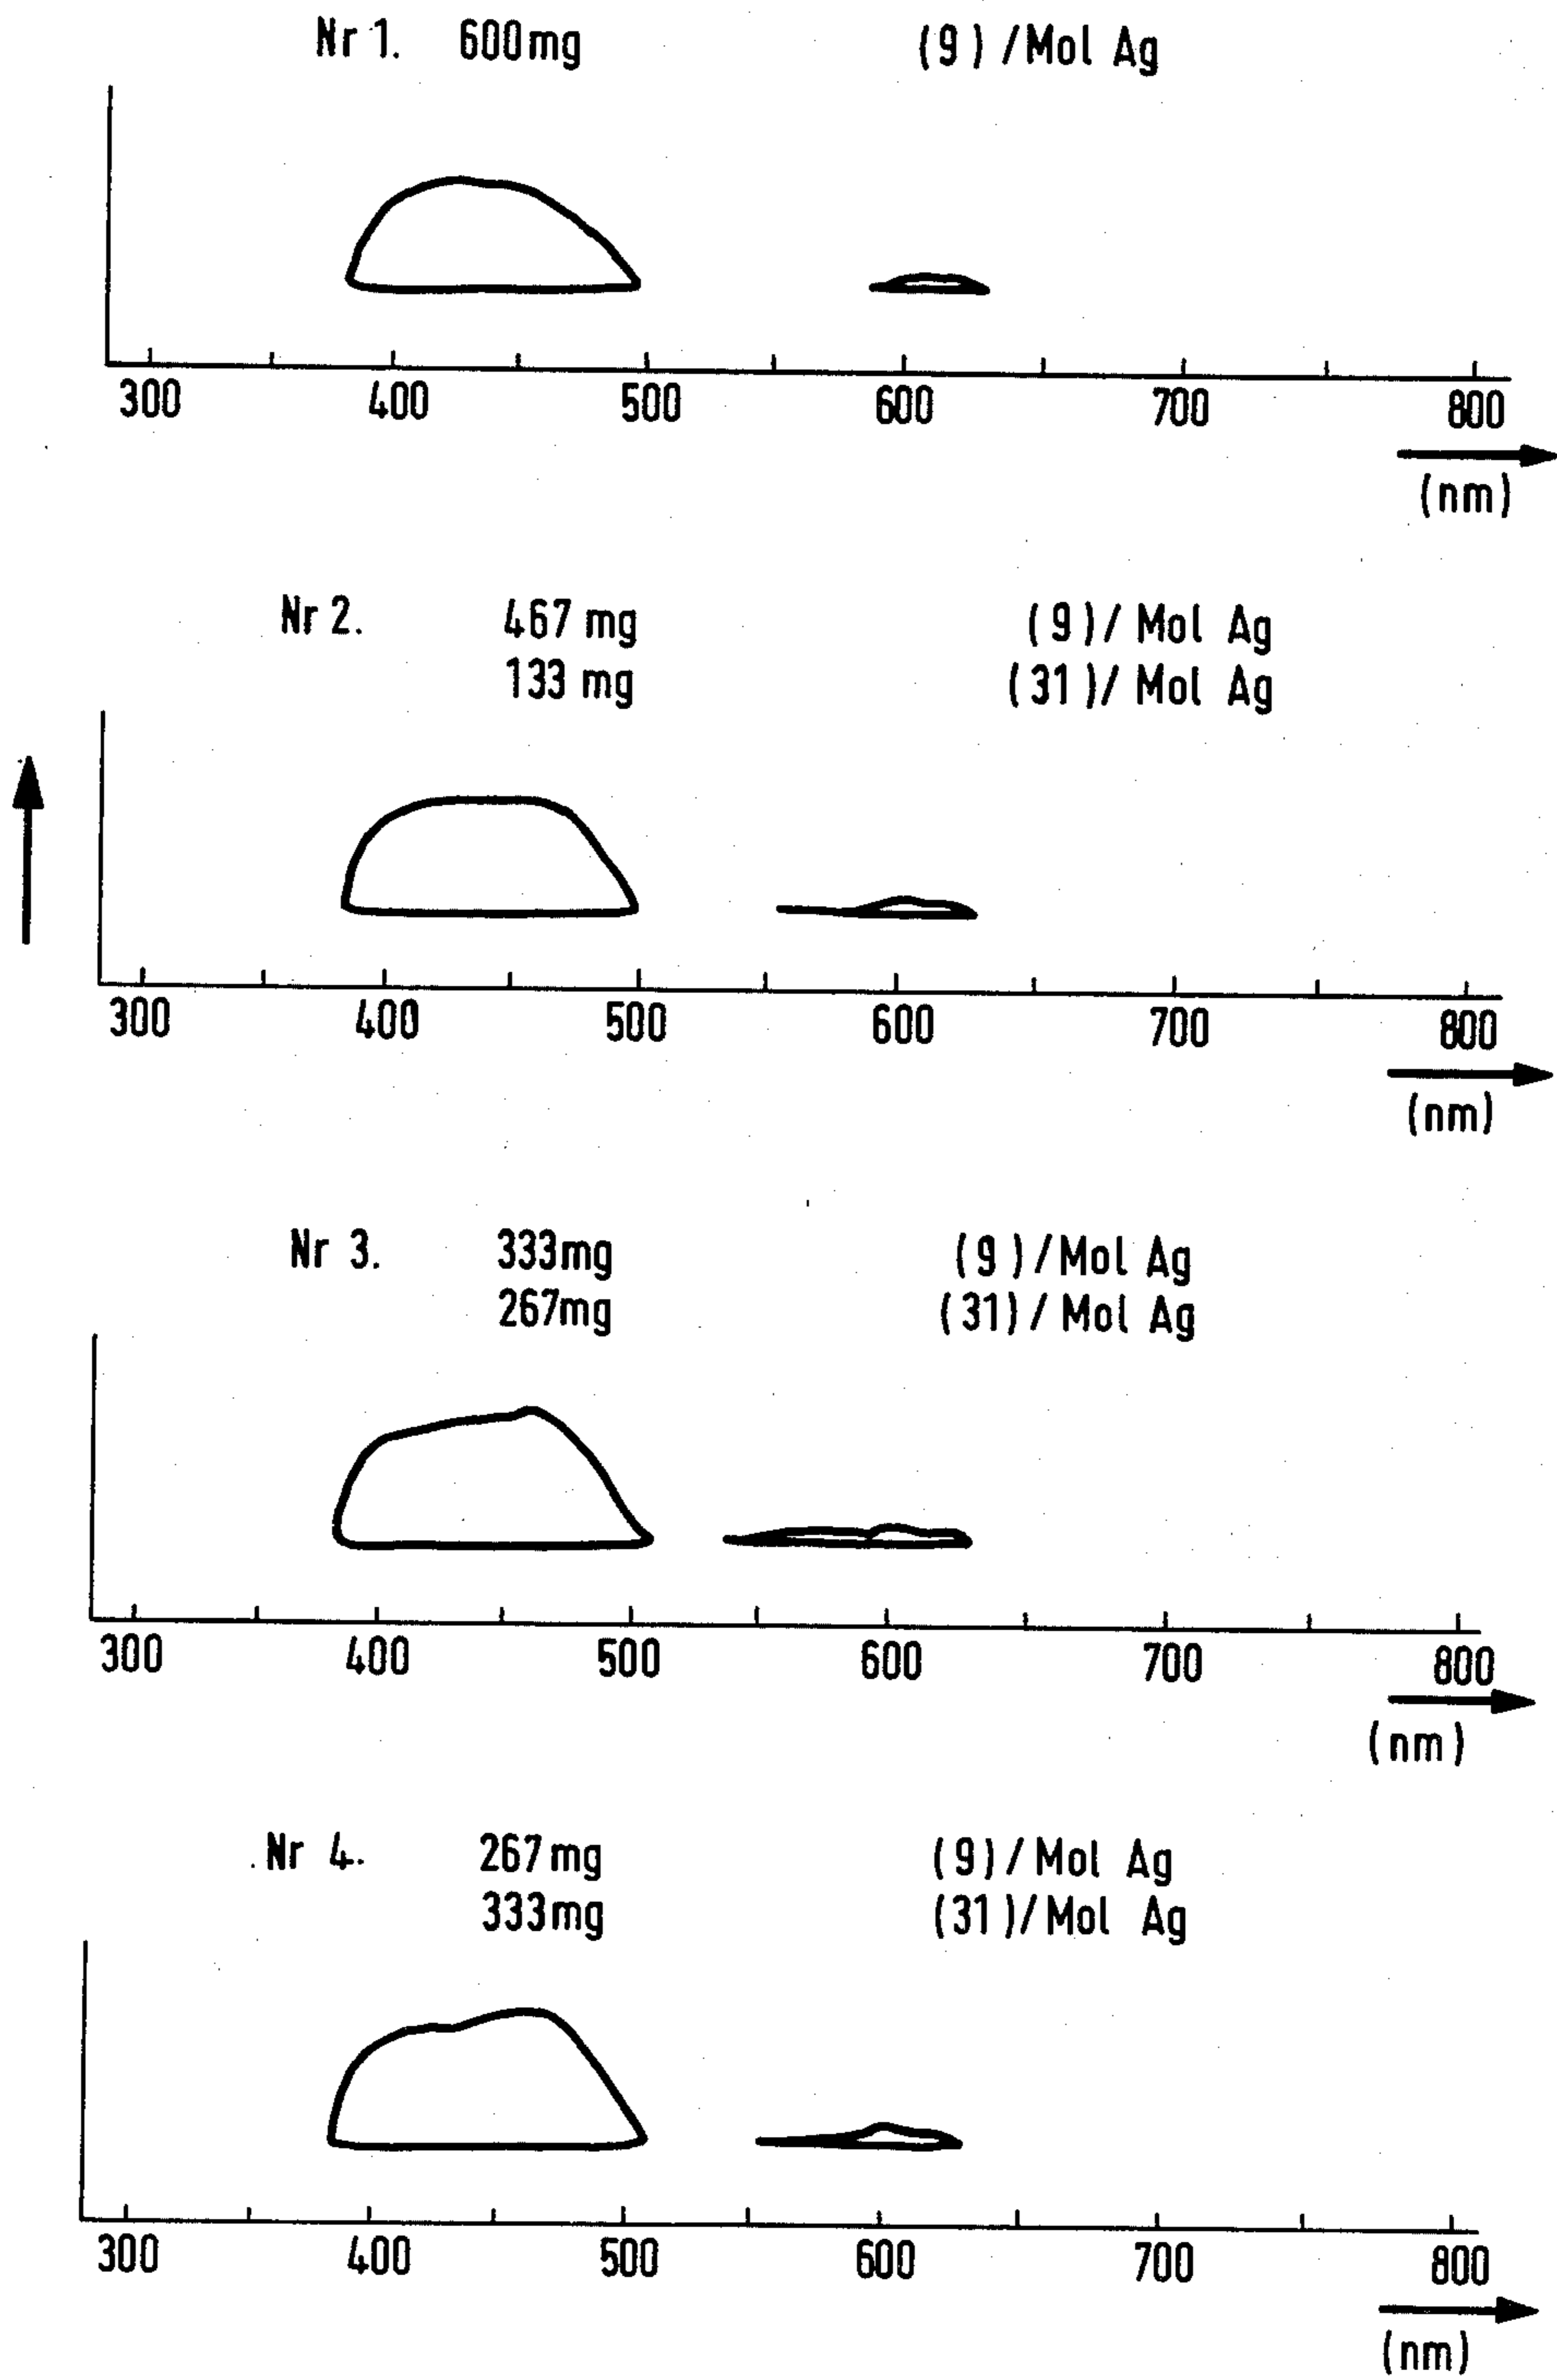 Nr 1. 600mg (9) /Mol Ag
300 400 500 600 700 800
(nm)
Nr 2. 467 mg (9)/ Mol Ag
133 mg (31)/ Mol Ag
300 400 500 600 700 800
(nm)
Nr 3. 333mg (9)/Mol Ag
267mg (31)/ Mol Ag
300 400 500 600 700 800
(nm)
Nr 4. 267mg (9)/Mol Ag
333mg (31)/Mol Ag
300 400 500 600 700 800
(nm)